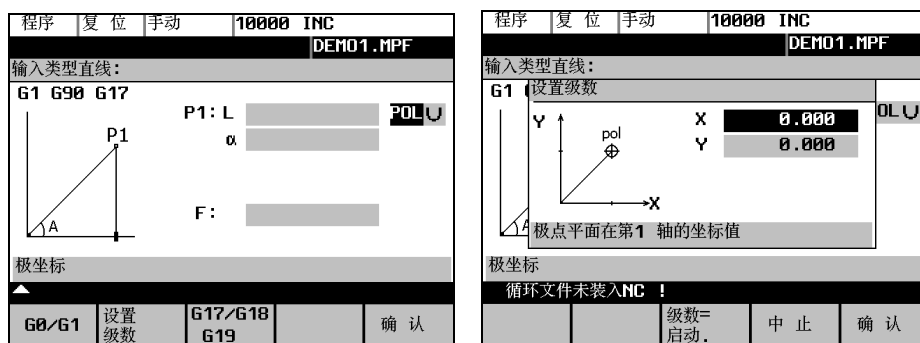 程序 复 位 手动 10000 INC
DEMO1.MPF
输入类型直线:
G1 G90 G17
P1: L POL
P1
α
F:
A
极坐标
G0/G1 设置级数 G17/G18 G19 确 认
程序 复 位 手动 10000 INC
DEMO1.MPF
输入类型直线:
G1
设置级数
Y X 0.000 OL
pol
Y 0.000
X
A
极点平面在第1 轴的坐标值
极坐标
循环文件未装入NC !
级数=启动. 中 止 确 认